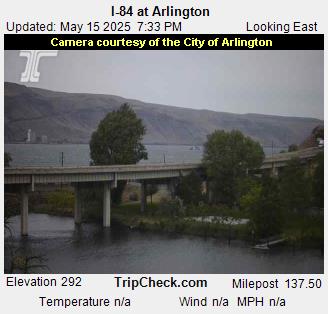 I-84 at Arlington
Updated: May 15 2025 7:33 PM Looking East
Camera courtesy of the City of Arlington
Elevation 292 TripCheck.com Milepost 137.50
Temperature n/a Wind n/a MPH n/a